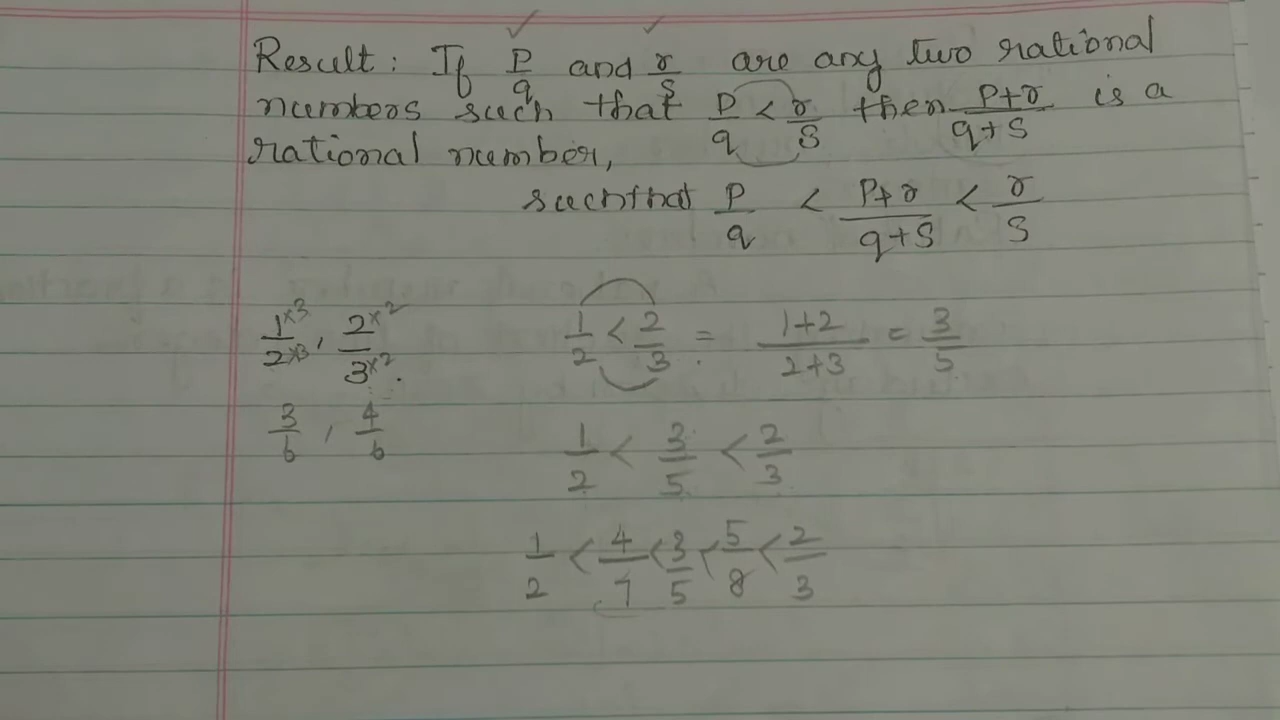 Result: If P/q and r/s are any two rational
numbers such that P/q < r/s then P+r/q+s is a
rational number,
such that P/q < P+r/q+s < r/s
1×3/2×3, 2×2/3×2.
1/2 < 2/3 = 1+2/2+3 = 3/5
3/6, 4/6
1/2 < 3/5 < 2/3
1/2 < 4/7 < 3/5 < 5/8 < 2/3